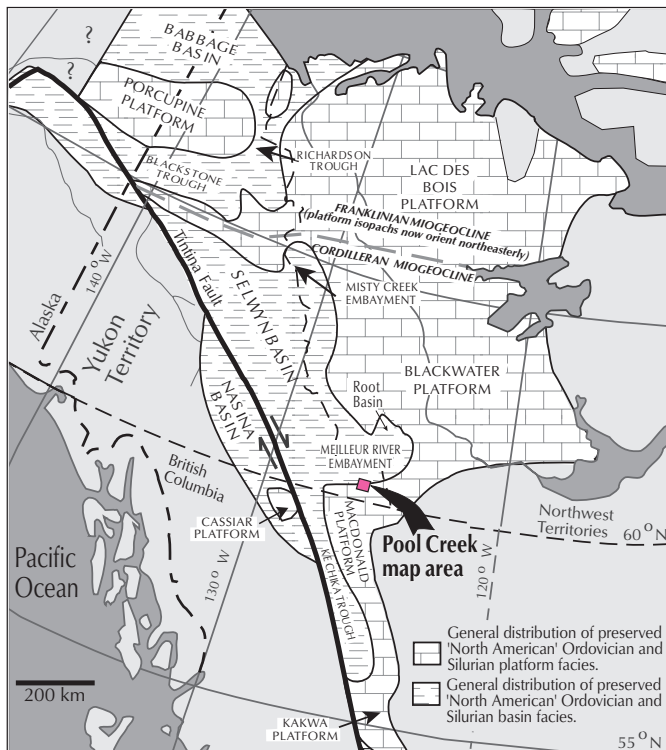 ?
?
BABBAGE
BASIN
PORCUPINE
PLATFORM
RICHARDSON
TROUGH
BLACKSTONE
TROUGH
LAC DES
BOIS
PLATFORM
FRANKLINIAN MIOGEOCLINE
(platform isopachs now orient northeasterly)
CORDILLERAN MIOGEOCLINE
MISTY CREEK
EMBAYMENT
140 o W
Alaska
Yukon
Territory
Tintina Fault
SELWYN BASIN
NASINA
BASIN
BLACKWATER
PLATFORM
Root
Basin
MEILLEUR RIVER
EMBAYMENT
British
Columbia
CASSIAR
PLATFORM
MACDONALD
PLATFORM
KECHIKA TROUGH
Northwest
Territories
60 o N
Pool Creek
map area
Pacific
Ocean
130 o W
120 o W
General distribution of preserved
'North American' Ordovician and
Silurian platform facies.
General distribution of preserved
'North American' Ordovician and
Silurian basin facies.
200 km
KAKWA
PLATFORM
55 o N